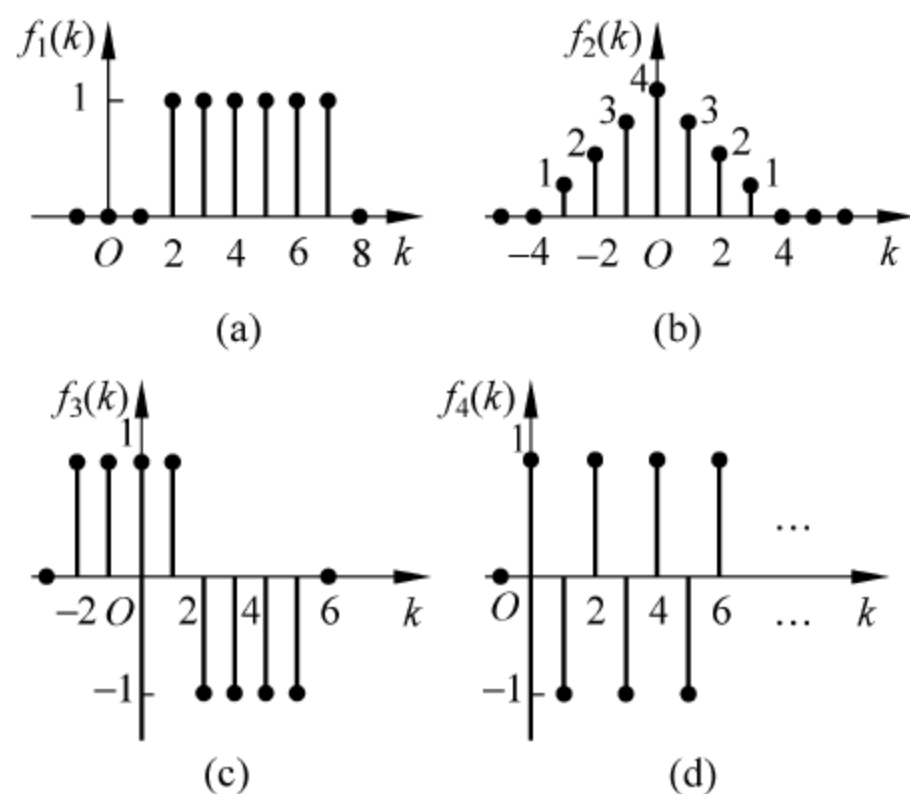 f₁(k)
1
O 2 4 6 8 k
(a)
f₂(k)
4
3 3
2 2
1 1
−4 −2 O 2 4 k
(b)
f₃(k)
1
−2 O 2 4 6 k
−1
(c)
f₄(k)
1
...
O 2 4 6 ... k
−1
(d)